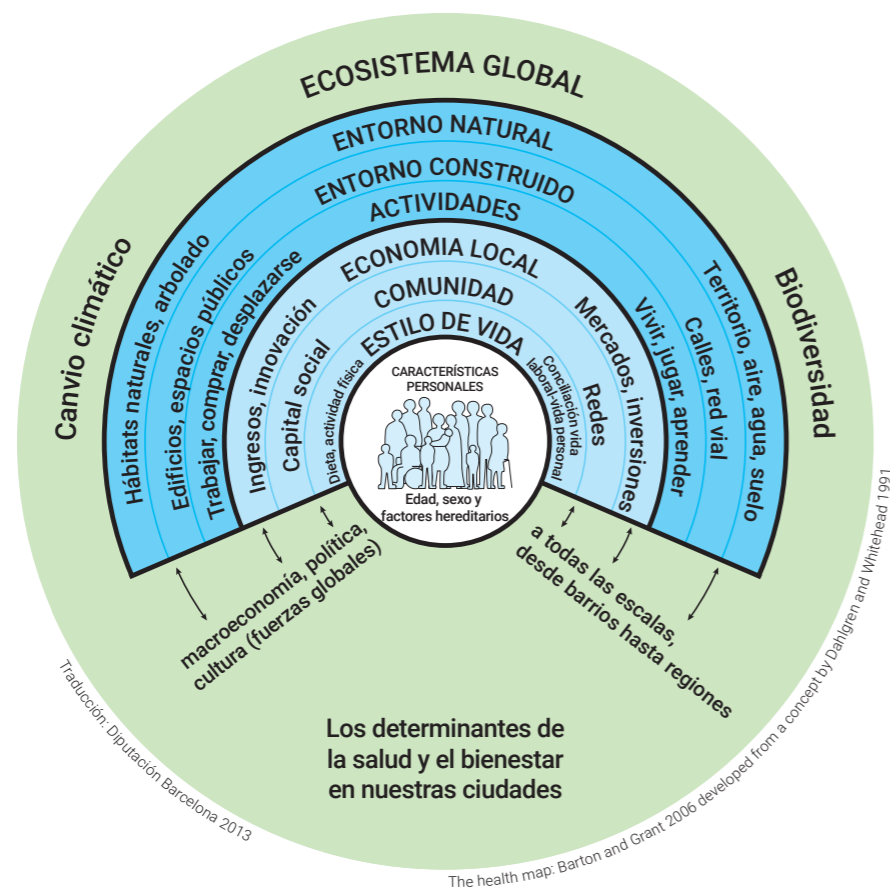 ECOSISTEMA GLOBAL
Canvio climático
Biodiversidad
ENTORNO NATURAL
Hábitats naturales, arbolado
Territorio, aire, agua, suelo
ENTORNO CONSTRUIDO
Edificios, espacios públicos
Calles, red vial
ACTIVIDADES
Trabajar, comprar, desplazarse
Vivir, jugar, aprender
ECONOMIA LOCAL
Ingresos, innovación
Mercados, inversiones
COMUNIDAD
Capital social
Redes
ESTILO DE VIDA
Dieta, actividad física
Conciliación vida
laboral-vida personal
CARACTERÍSTICAS
PERSONALES
Edad, sexo y
factores hereditarios
macroeconomía, política,
cultura (fuerzas globales)
a todas las escalas,
desde barrios hasta regiones
Los determinantes de
la salud y el bienestar
en nuestras ciudades
Traducción: Diputación Barcelona 2013
The health map: Barton and Grant 2006 developed from a concept by Dahlgren and Whitehead 1991